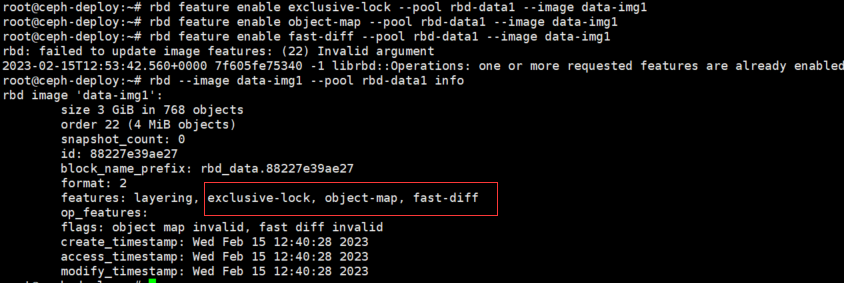 root@ceph-deploy:~# rbd feature enable exclusive-lock --pool rbd-data1 --image data-img1
root@ceph-deploy:~# rbd feature enable object-map --pool rbd-data1 --image data-img1
root@ceph-deploy:~# rbd feature enable fast-diff --pool rbd-data1 --image data-img1
rbd: failed to update image features: (22) Invalid argument
2023-02-15T12:53:42.560+0000 7f605fe75340 -1 librbd::Operations: one or more requested features are already enabled
root@ceph-deploy:~# rbd --image data-img1 --pool rbd-data1 info
rbd image 'data-img1':
size 3 GiB in 768 objects
order 22 (4 MiB objects)
snapshot_count: 0
id: 88227e39ae27
block_name_prefix: rbd_data.88227e39ae27
format: 2
features: layering, exclusive-lock, object-map, fast-diff
op_features:
flags: object map invalid, fast diff invalid
create_timestamp: Wed Feb 15 12:40:28 2023
access_timestamp: Wed Feb 15 12:40:28 2023
modify_timestamp: Wed Feb 15 12:40:28 2023